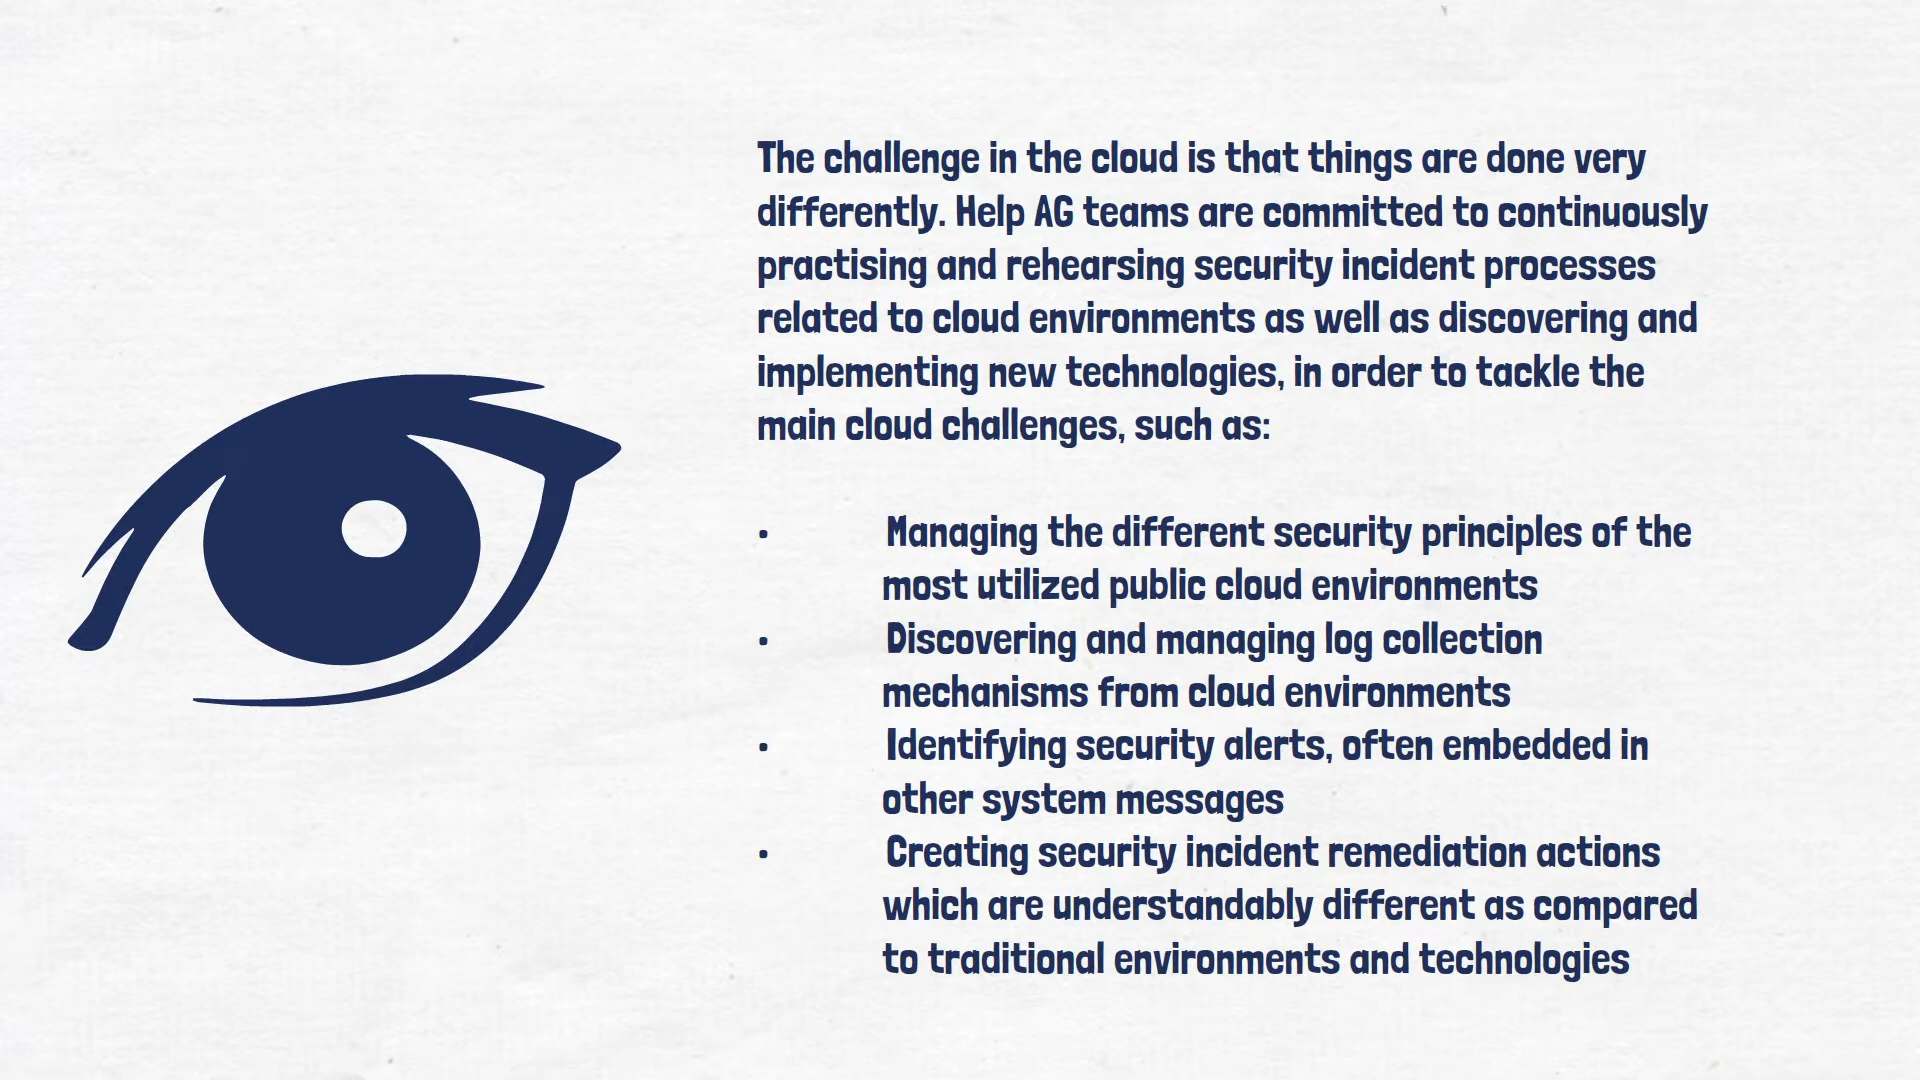 The challenge in the cloud is that things are done very
differently. Help AG teams are committed to continuously
practising and rehearsing security incident processes
related to cloud environments as well as discovering and
implementing new technologies, in order to tackle the
main cloud challenges, such as:
• Managing the different security principles of the
most utilized public cloud environments
• Discovering and managing log collection
mechanisms from cloud environments
• Identifying security alerts, often embedded in
other system messages
• Creating security incident remediation actions
which are understandably different as compared
to traditional environments and technologies